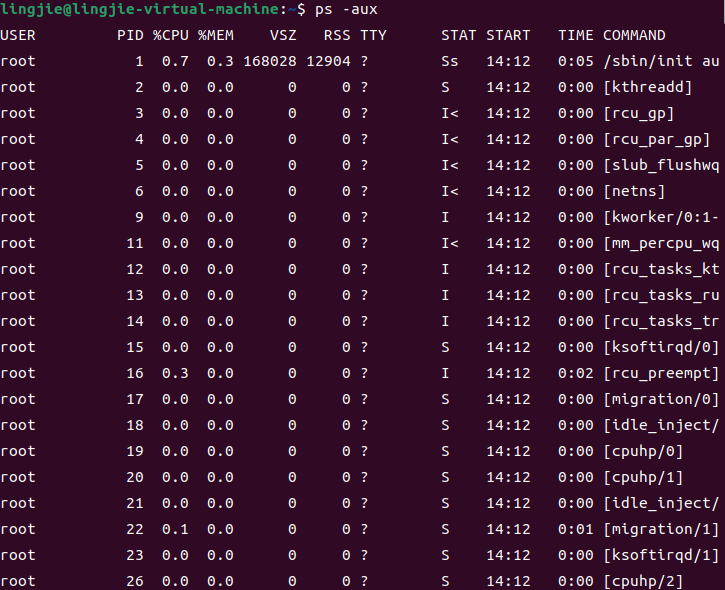 lingjie@lingjie-virtual-machine:~$ ps -aux
USER         PID %CPU %MEM    VSZ   RSS TTY      STAT START   TIME COMMAND
root           1  0.7  0.3 168028 12904 ?        Ss   14:12   0:05 /sbin/init au
root           2  0.0  0.0      0     0 ?        S    14:12   0:00 [kthreadd]
root           3  0.0  0.0      0     0 ?        I<   14:12   0:00 [rcu_gp]
root           4  0.0  0.0      0     0 ?        I<   14:12   0:00 [rcu_par_gp]
root           5  0.0  0.0      0     0 ?        I<   14:12   0:00 [slub_flushwq
root           6  0.0  0.0      0     0 ?        I<   14:12   0:00 [netns]
root           9  0.0  0.0      0     0 ?        I    14:12   0:00 [kworker/0:1-
root          11  0.0  0.0      0     0 ?        I<   14:12   0:00 [mm_percpu_wq
root          12  0.0  0.0      0     0 ?        I    14:12   0:00 [rcu_tasks_kt
root          13  0.0  0.0      0     0 ?        I    14:12   0:00 [rcu_tasks_ru
root          14  0.0  0.0      0     0 ?        I    14:12   0:00 [rcu_tasks_tr
root          15  0.0  0.0      0     0 ?        S    14:12   0:00 [ksoftirqd/0]
root          16  0.3  0.0      0     0 ?        I    14:12   0:02 [rcu_preempt]
root          17  0.0  0.0      0     0 ?        S    14:12   0:00 [migration/0]
root          18  0.0  0.0      0     0 ?        S    14:12   0:00 [idle_inject/
root          19  0.0  0.0      0     0 ?        S    14:12   0:00 [cpuhp/0]
root          20  0.0  0.0      0     0 ?        S    14:12   0:00 [cpuhp/1]
root          21  0.0  0.0      0     0 ?        S    14:12   0:00 [idle_inject/
root          22  0.1  0.0      0     0 ?        S    14:12   0:01 [migration/1]
root          23  0.0  0.0      0     0 ?        S    14:12   0:00 [ksoftirqd/1]
root          26  0.0  0.0      0     0 ?        S    14:12   0:00 [cpuhp/2]